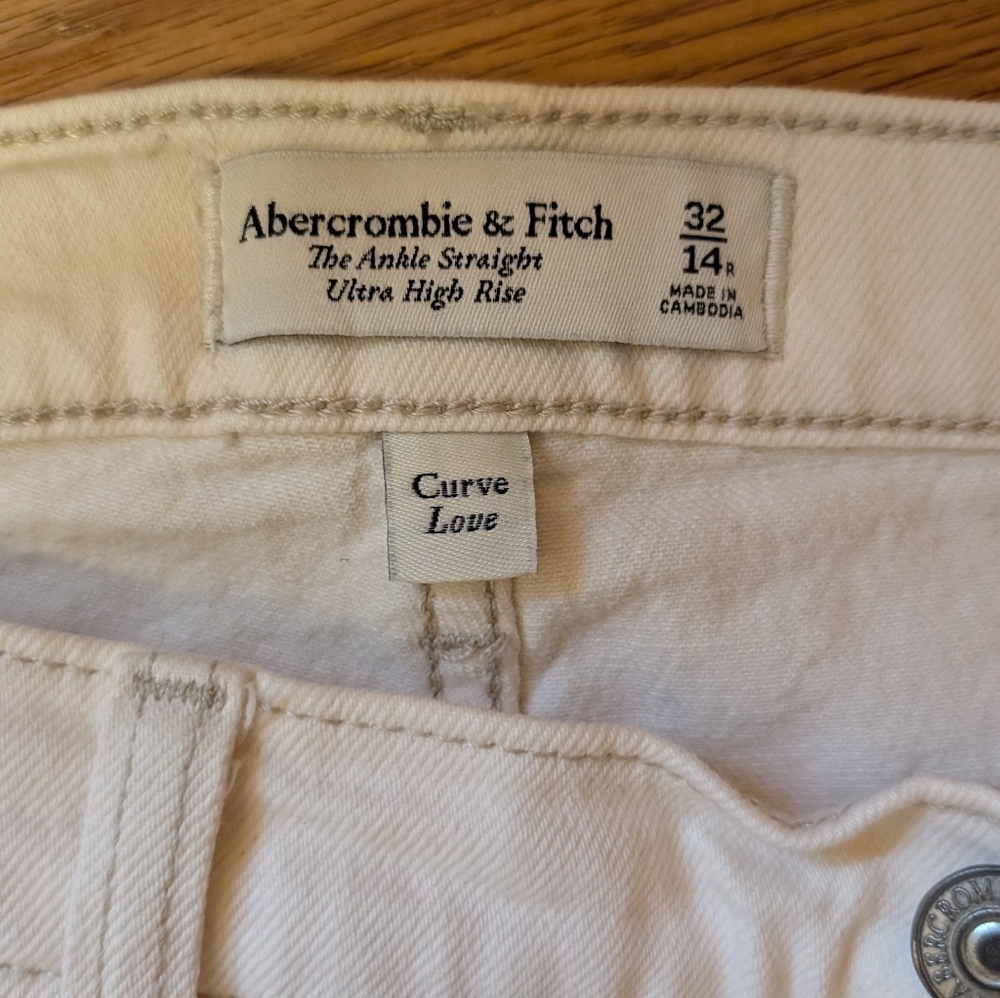 Abercrombie & Fitch
The Ankle Straight
Ultra High Rise
32
14R
MADE IN
CAMBODIA
Curve
Love